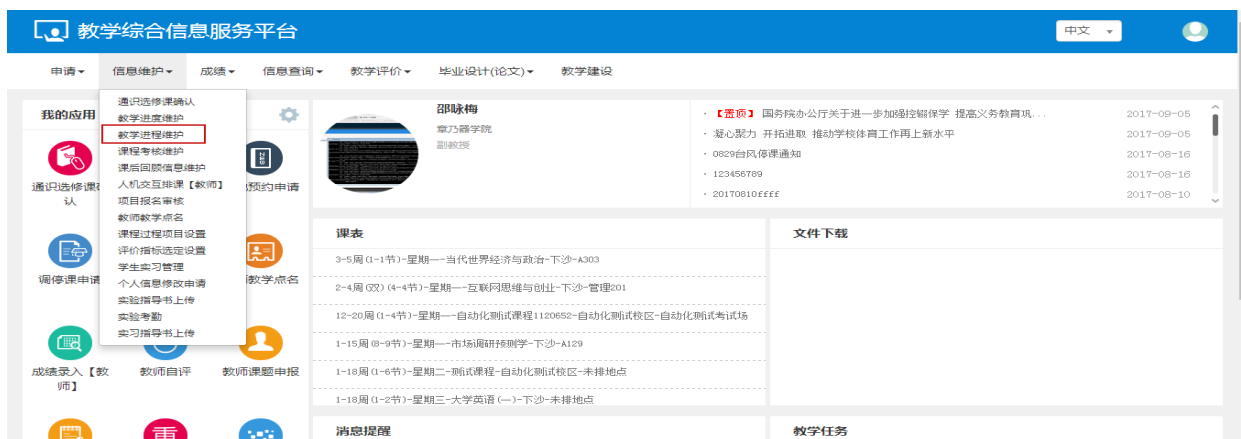 教学综合信息服务平台
中文
申请 信息维护 成绩 信息查询 教学评价 毕业设计(论文) 教学建设
我的应用
通识选修课确认
教学进度维护
教学进程维护
课程考核维护
课后回顾信息维护
人机交互排课【教师】
项目报名审核
教师教学点名
课程过程项目设置
评价指标选定设置
学生实习管理
个人信息修改申请
实验指导书上传
实验考勤
实习指导书上传
通识选修课
认
预约申请
调停课申请
教学点名
成绩录入【教
师】
教师自评
教师课题申报
重
邵咏梅
章乃器学院
副教授
· 【置顶】 国务院办公厅关于进一步加强控辍保学 提高义务教育巩... 2017-09-05
· 凝心聚力 开拓进取 推动学校体育工作再上新水平 2017-09-05
· 0829台风停课通知 2017-08-16
· 123456789 2017-08-16
· 20170810ffff 2017-08-10
课表
3-5周(1-1节)-星期一-当代世界经济与政治-下沙-A303
2-4周(双)(4-4节)-星期一-互联网思维与创业-下沙-管理201
12-20周(1-4节)-星期一-自动化测试课程1120652-自动化测试校区-自动化测试考试场
1-15周(8-9节)-星期一-市场调研预测学-下沙-A129
1-18周(1-6节)-星期二-测试课程-自动化测试校区-未排地点
1-18周(1-2节)-星期三-大学英语(一)-下沙-未排地点
文件下载
消息提醒
教学任务